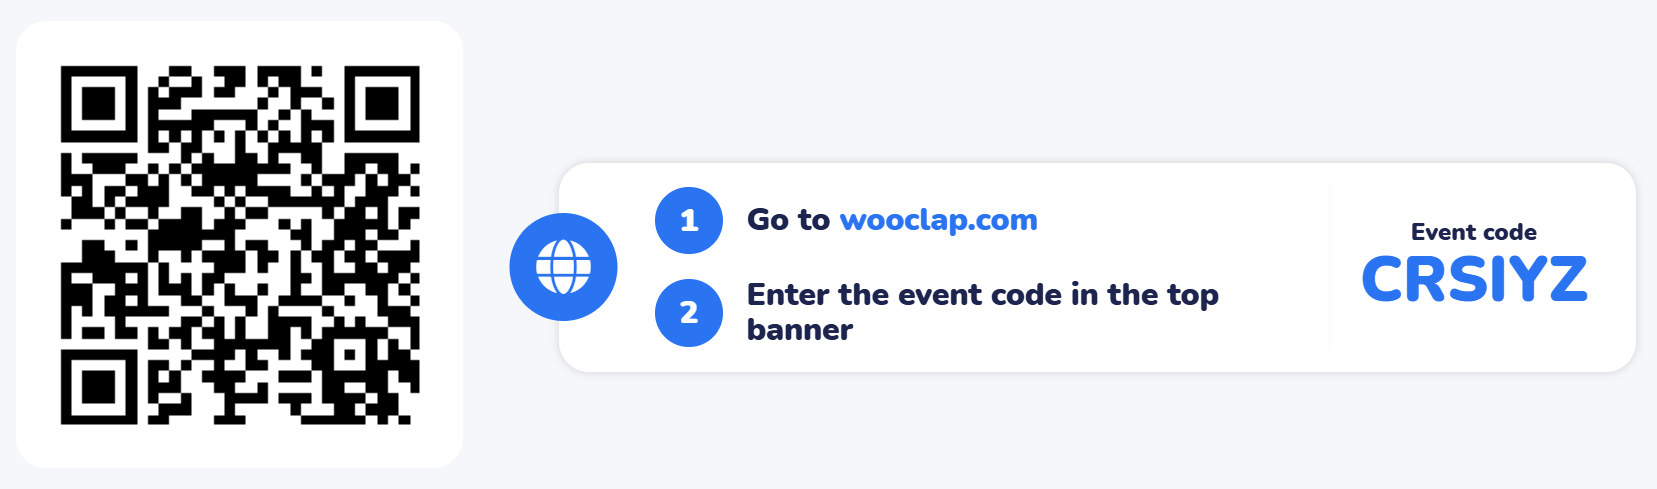 1 Go to wooclap.com
2 Enter the event code in the top
banner
Event code
CRSIYZ